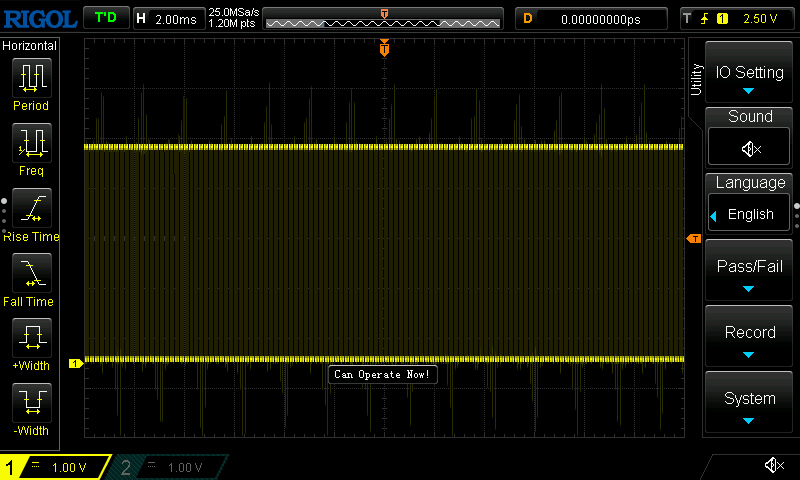 RIGOL T'D H 2.00ms 25.0MSa/s
1.20M pts
T D 0.00000000ps T 1 2.50 V
Horizontal
Period
Freq
Rise Time
Fall Time
+Width
-Width
T
T
1
Can Operate Now!
Utility
IO Setting
Sound
Language
English
Pass/Fail
Record
System
1 1.00 V 2 1.00 V